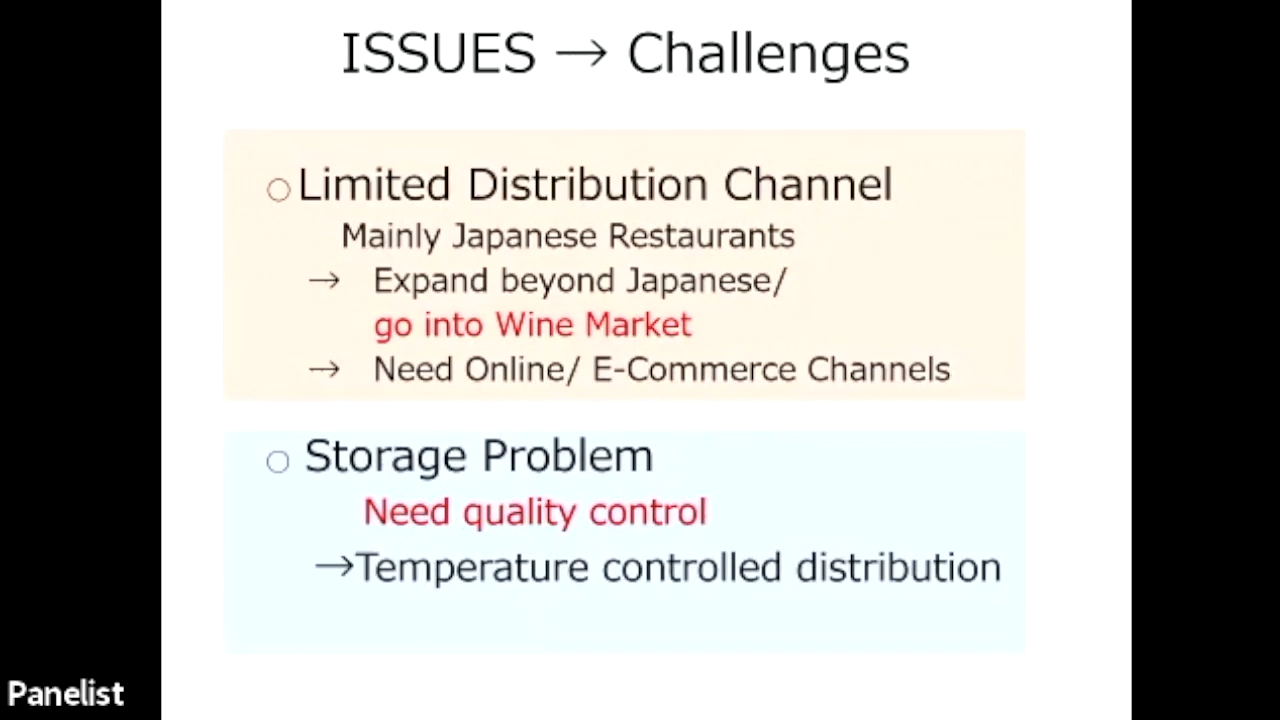 ISSUES → Challenges
○ Limited Distribution Channel
Mainly Japanese Restaurants
→ Expand beyond Japanese/
go into Wine Market
→ Need Online/ E-Commerce Channels
○ Storage Problem
Need quality control
→Temperature controlled distribution
Panelist